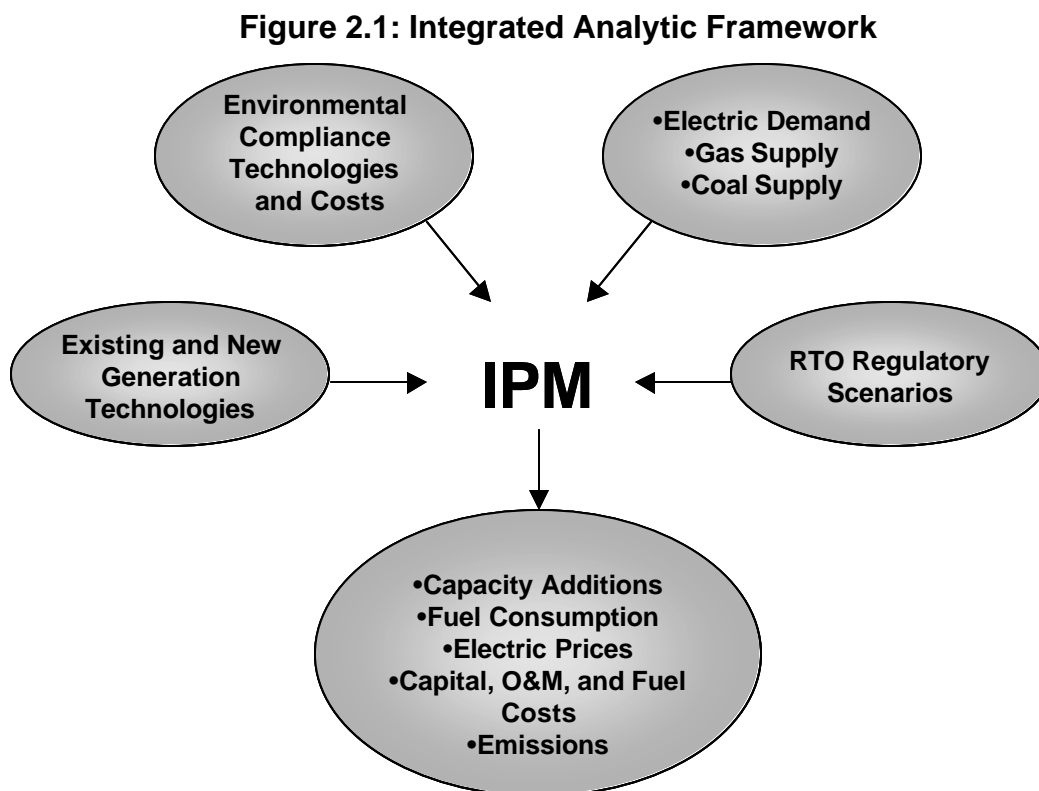 Figure 2.1: Integrated Analytic Framework
Environmental
Compliance
Technologies
and Costs
•Electric Demand
•Gas Supply
•Coal Supply
Existing and New
Generation
Technologies
IPM
RTO Regulatory
Scenarios
•Capacity Additions
•Fuel Consumption
•Electric Prices
•Capital, O&M, and Fuel
Costs
•Emissions